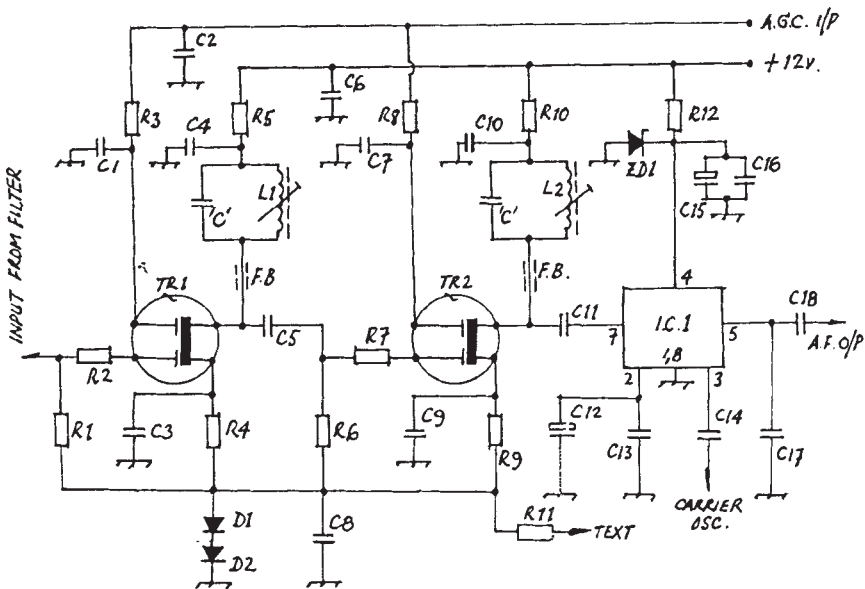 A.G.C. I/P
C2
+12v.
C6
R3
C4
R5
R8
C10
R10
R12
C1
C7
ZD1
C16
C15
L1
'C'
L2
'C'
INPUT FROM FILTER
F.B
F.B.
TR1
TR2
4
C11
C18
C5
R7
7
I.C.1
5
A.F. O/P
1,8
R2
2
3
C12
C14
R1
C3
R4
R6
C9
R9
C13
C17
CARRIER
OSC.
D1
C8
R11
TEXT
D2